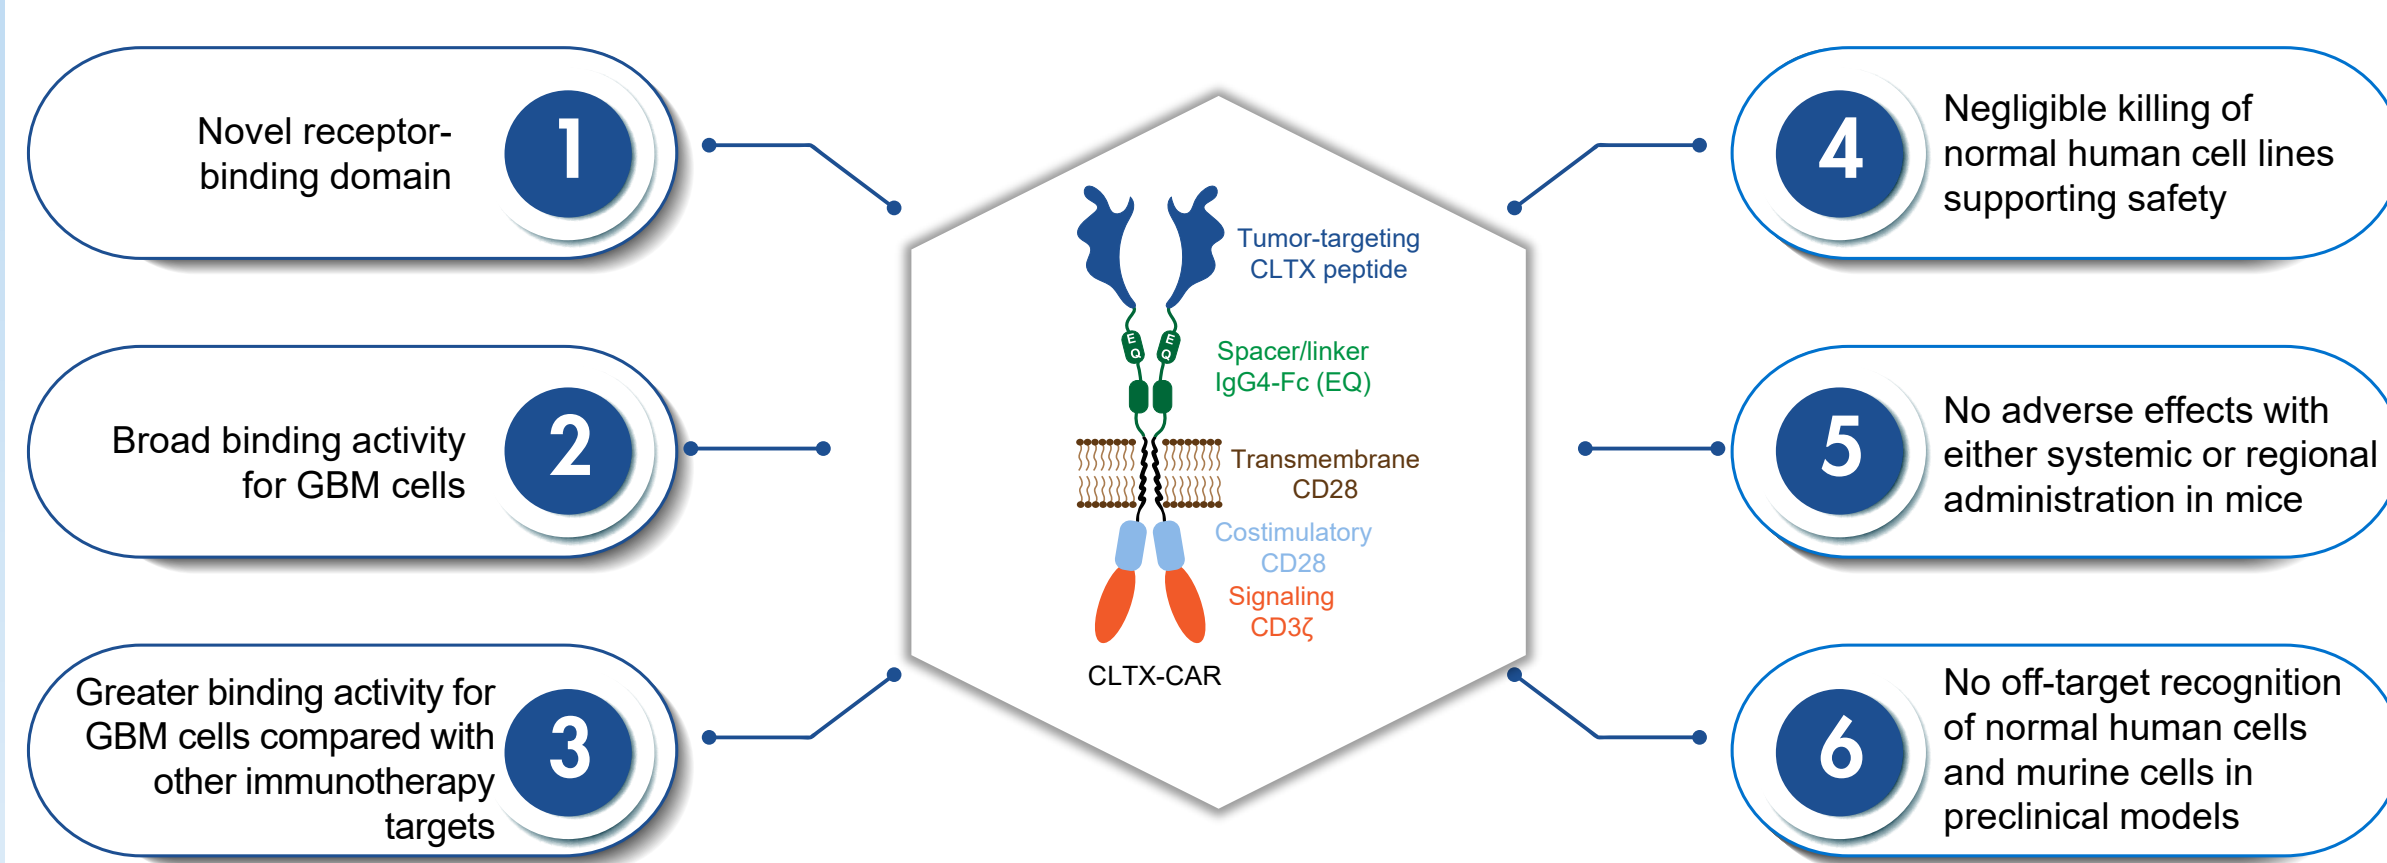 Novel receptor-
binding domain
1
Broad binding activity
for GBM cells
2
Greater binding activity for
GBM cells compared with
other immunotherapy
targets
3
Tumor-targeting
CLTX peptide
E
Q
E
Q
Spacer/linker
IgG4-Fc (EQ)
Transmembrane
CD28
Costimulatory
CD28
Signaling
CD3ζ
CLTX-CAR
4
Negligible killing of
normal human cell lines
supporting safety
5
No adverse effects with
either systemic or regional
administration in mice
6
No off-target recognition
of normal human cells
and murine cells in
preclinical models